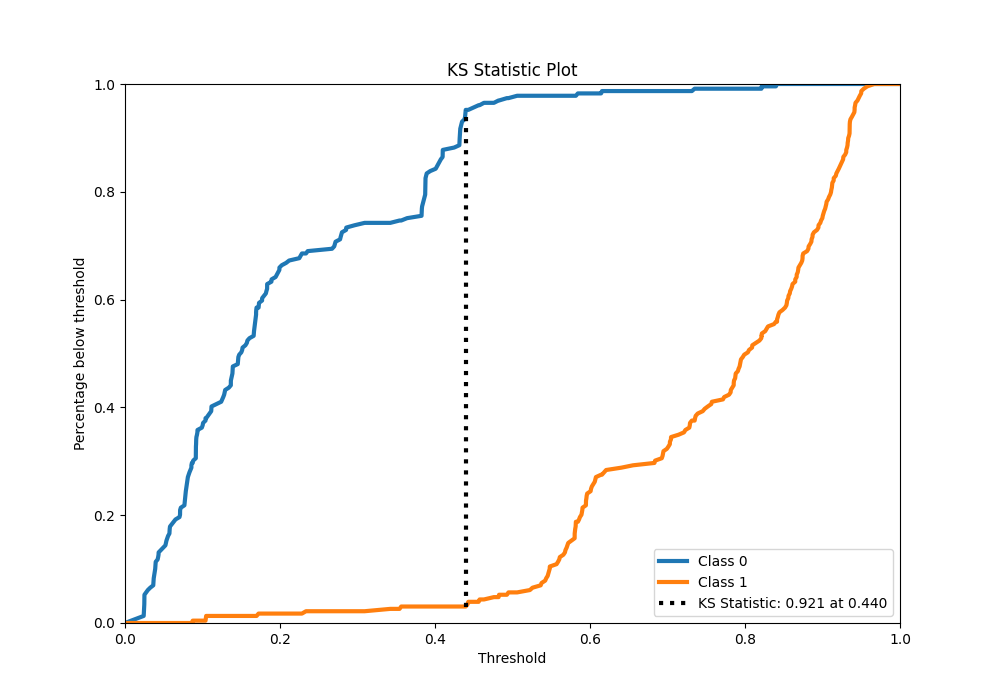 KS Statistic Plot
Percentage below threshold
1.0
0.8
0.6
0.4
0.2
0.0
0.0 0.2 0.4 0.6 0.8 1.0
Threshold
Class 0
Class 1
KS Statistic: 0.921 at 0.440